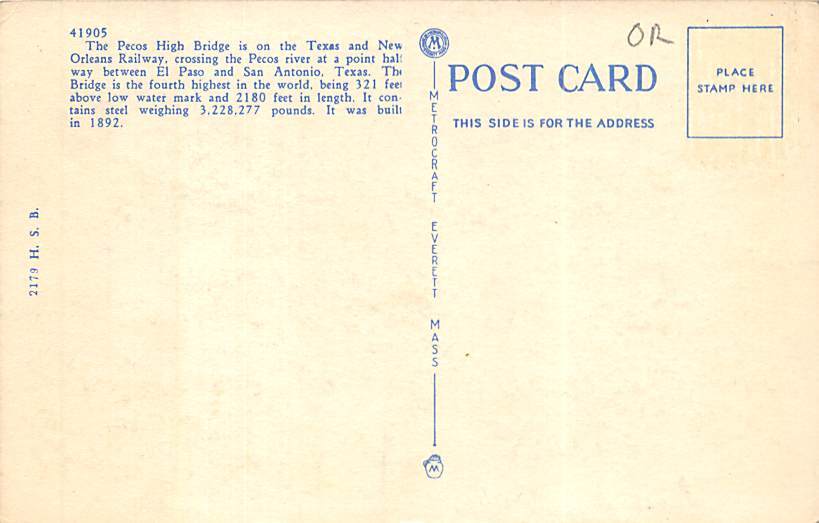 41905
The Pecos High Bridge is on the Texas and New
Orleans Railway, crossing the Pecos river at a point half
way between El Paso and San Antonio, Texas. The
Bridge is the fourth highest in the world, being 321 feet
above low water mark and 2180 feet in length. It con-
tains steel weighing 3,228,277 pounds. It was built
in 1892.
2179 H. S. B.
M
METROCRAFT EVERETT MASS
M
OR
POST CARD
THIS SIDE IS FOR THE ADDRESS
PLACE
STAMP HERE